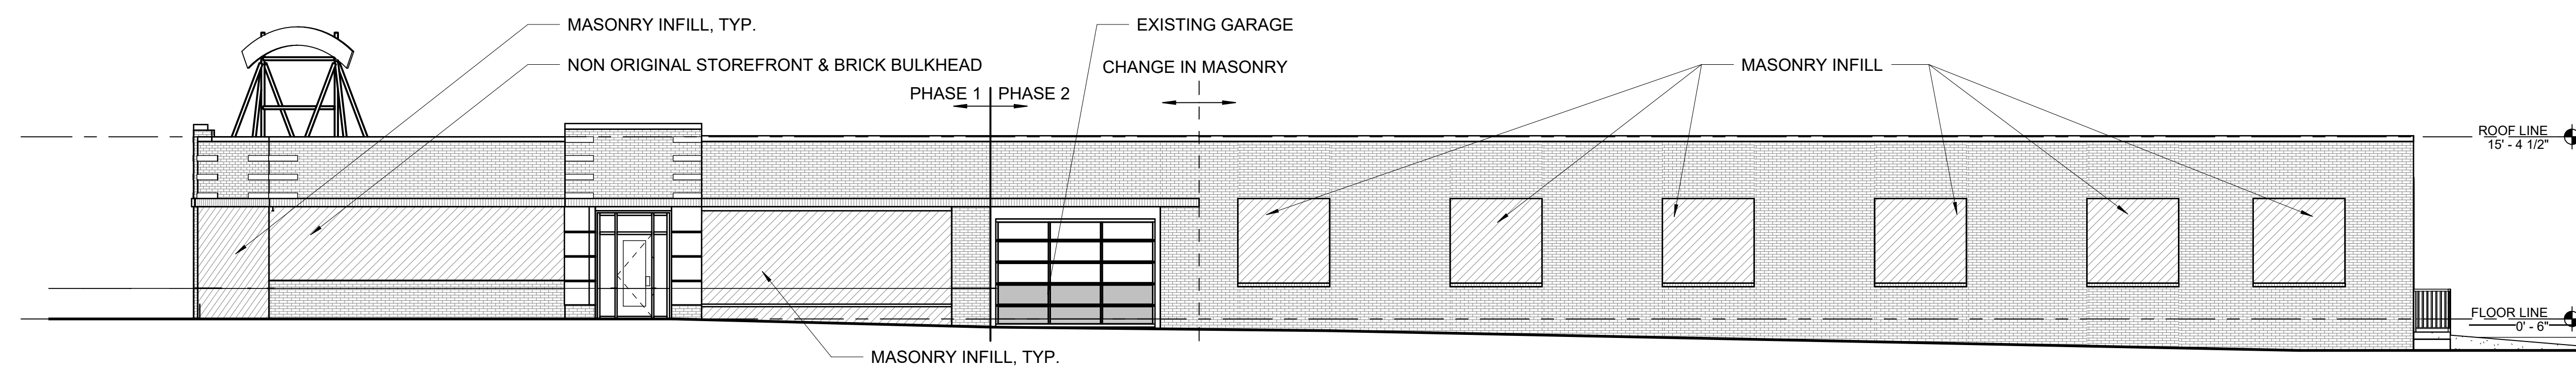 MASONRY INFILL, TYP.
EXISTING GARAGE
NON ORIGINAL STOREFRONT & BRICK BULKHEAD
CHANGE IN MASONRY
MASONRY INFILL
PHASE 1
PHASE 2
ROOF LINE
15' - 4 1/2"
FLOOR LINE
0' - 6"
MASONRY INFILL, TYP.